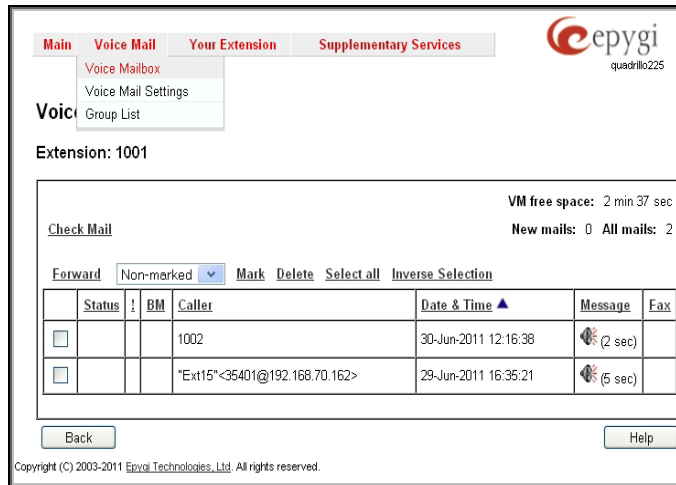 Main Voice Mail Your Extension Supplementary Services
epygi
quadrillo225
Voice Mailbox
Voice Mail Settings
Group List
Extension: 1001
VM free space: 2 min 37 sec
Check Mail New mails: 0 All mails: 2
Forward Non-marked Mark Delete Select all Inverse Selection
Status ! BM Caller Date & Time ▲ Message Fax
1002 30-Jun-2011 12:16:38 (2 sec)
"Ext15"<35401@192.168.70.162> 29-Jun-2011 16:35:21 (5 sec)
Back Help
Copyright (C) 2003-2011 Epygi Technologies, Ltd. All rights reserved.